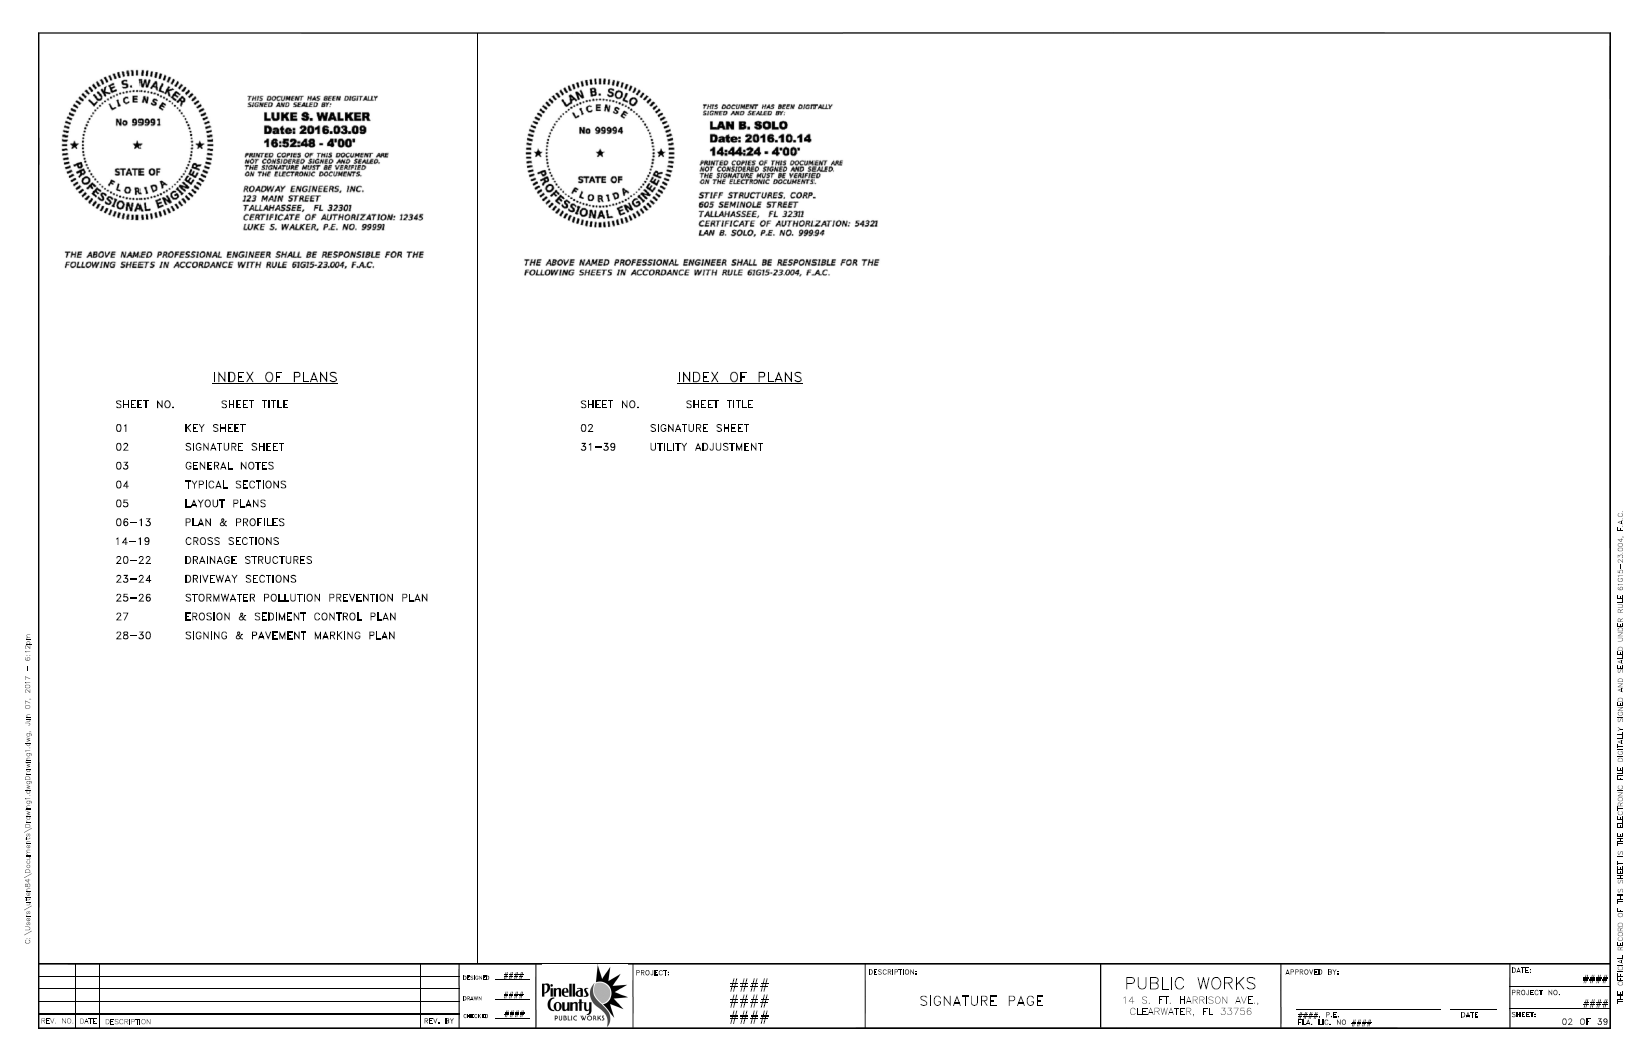 LUKE S. WALKER
LICENSE
No 99991
STATE OF
FLORIDA
PROFESSIONAL ENGINEER
THIS DOCUMENT HAS BEEN DIGITALLY
SIGNED AND SEALED BY:
LUKE S. WALKER
Date: 2016.03.09
16:52:48 - 4'00'
PRINTED COPIES OF THIS DOCUMENT ARE
NOT CONSIDERED SIGNED AND SEALED.
THE SIGNATURE MUST BE VERIFIED
ON THE ELECTRONIC DOCUMENTS.
ROADWAY ENGINEERS, INC.
123 MAIN STREET
TALLAHASSEE, FL 32301
CERTIFICATE OF AUTHORIZATION: 12345
LUKE S. WALKER, P.E. NO. 99991
THE ABOVE NAMED PROFESSIONAL ENGINEER SHALL BE RESPONSIBLE FOR THE
FOLLOWING SHEETS IN ACCORDANCE WITH RULE 61G15-23.004, F.A.C.
INDEX OF PLANS
SHEET NO. SHEET TITLE
01 KEY SHEET
02 SIGNATURE SHEET
03 GENERAL NOTES
04 TYPICAL SECTIONS
05 LAYOUT PLANS
06-13 PLAN & PROFILES
14-19 CROSS SECTIONS
20-22 DRAINAGE STRUCTURES
23-24 DRIVEWAY SECTIONS
25-26 STORMWATER POLLUTION PREVENTION PLAN
27 EROSION & SEDIMENT CONTROL PLAN
28-30 SIGNING & PAVEMENT MARKING PLAN
LAN B. SOLO
LICENSE
No 99994
STATE OF
FLORIDA
PROFESSIONAL ENGINEER
THIS DOCUMENT HAS BEEN DIGITALLY
SIGNED AND SEALED BY:
LAN B. SOLO
Date: 2016.10.14
14:44:24 - 4'00'
PRINTED COPIES OF THIS DOCUMENT ARE
NOT CONSIDERED SIGNED AND SEALED.
THE SIGNATURE MUST BE VERIFIED
ON THE ELECTRONIC DOCUMENTS.
STIFF STRUCTURES, CORP.
605 SEMINOLE STREET
TALLAHASSEE, FL 32311
CERTIFICATE OF AUTHORIZATION: 54321
LAN B. SOLO, P.E. NO. 99994
THE ABOVE NAMED PROFESSIONAL ENGINEER SHALL BE RESPONSIBLE FOR THE
FOLLOWING SHEETS IN ACCORDANCE WITH RULE 61G15-23.004, F.A.C.
INDEX OF PLANS
SHEET NO. SHEET TITLE
02 SIGNATURE SHEET
31-39 UTILITY ADJUSTMENT
THE OFFICIAL RECORD OF THIS SHEET IS THE ELECTRONIC FILE DIGITALLY SIGNED AND SEALED UNDER RULE 61G15-23.004, F.A.C.
REV. NO. DATE DESCRIPTION REV. BY
DESIGNED ####
DRAWN ####
CHECKED ####
Pinellas
County
PUBLIC WORKS
PROJECT:
####
####
####
DESCRIPTION:
SIGNATURE PAGE
PUBLIC WORKS
14 S. FT. HARRISON AVE.,
CLEARWATER, FL 33756
APPROVED BY:
####, P.E.
FLA. LIC. NO ####
DATE
DATE:
####
PROJECT NO.
####
SHEET:
02 OF 39